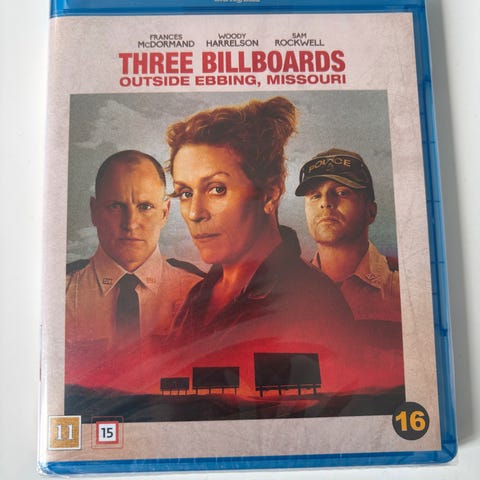 FRANCES WOODY SAM
McDORMAND HARRELSON ROCKWELL
THREE BILLBOARDS
OUTSIDE EBBING, MISSOURI
POLICE
11 15 16